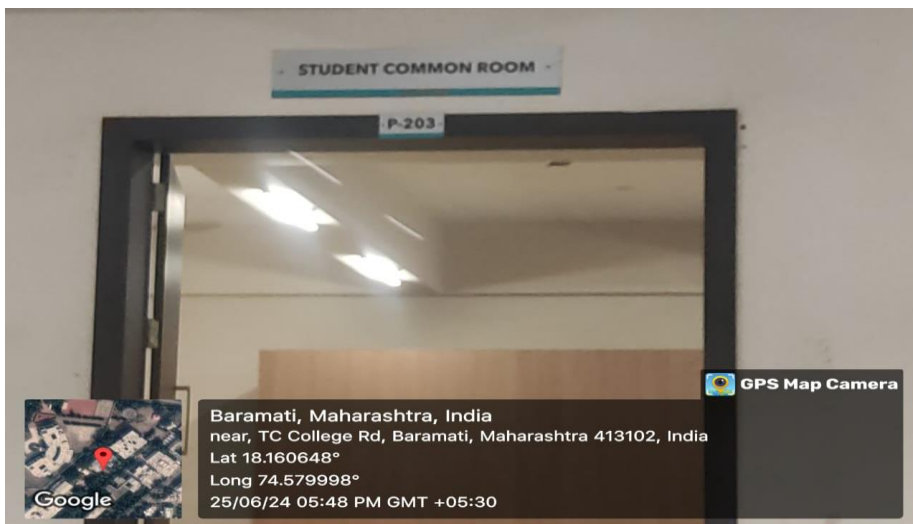 STUDENT COMMON ROOM
P-203
GPS Map Camera
Baramati, Maharashtra, India
near, TC College Rd, Baramati, Maharashtra 413102, India
Lat 18.160648°
Long 74.579998°
25/06/24 05:48 PM GMT +05:30
Google